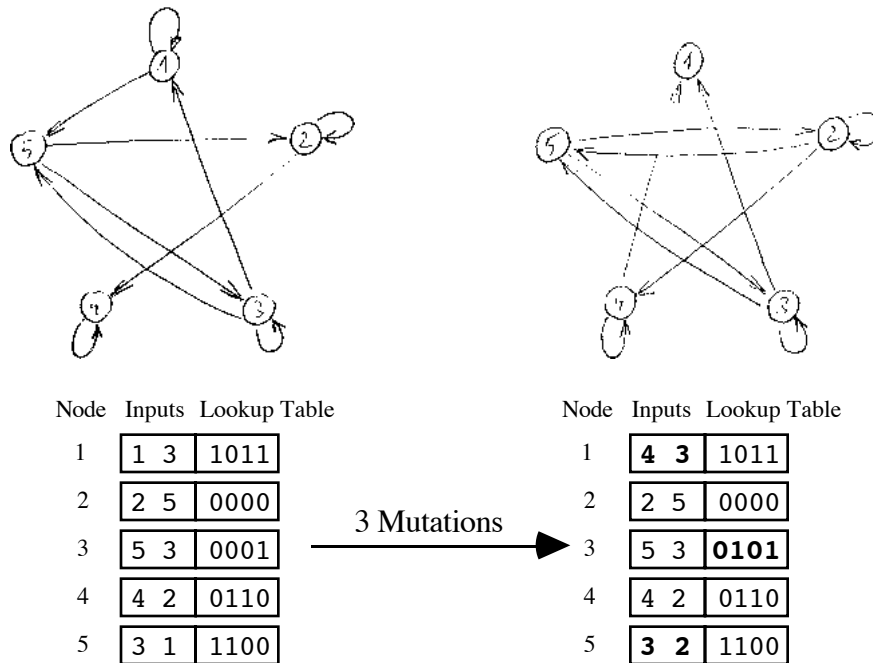 1
5
2
4
3
1
5
2
4
3
Node Inputs Lookup Table
1 1 3 1011
2 2 5 0000
3 5 3 0001
4 4 2 0110
5 3 1 1100
3 Mutations
Node Inputs Lookup Table
1 4 3 1011
2 2 5 0000
3 5 3 0101
4 4 2 0110
5 3 2 1100